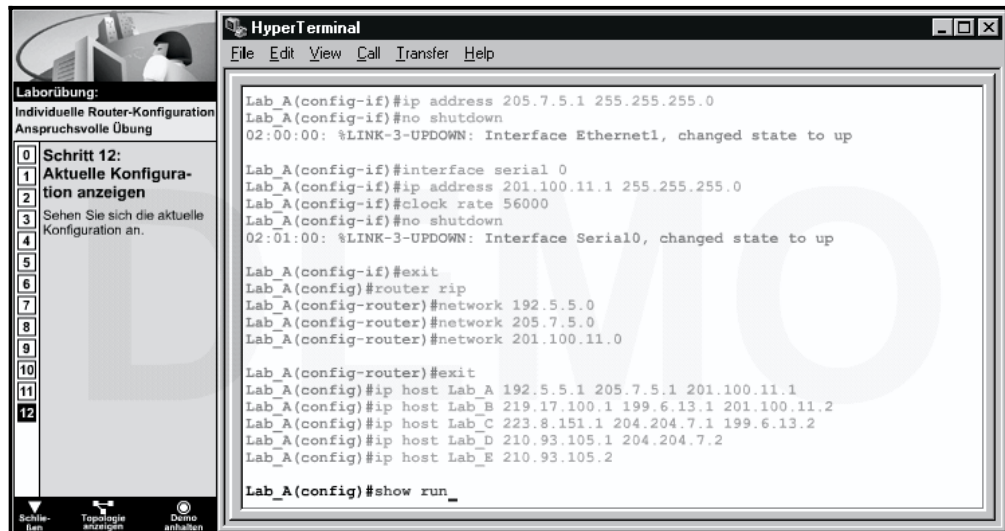 Laborübung:
Individuelle Router-Konfiguration
Anspruchsvolle Übung
0
1
2
3
4
5
6
7
8
9
10
11
12
Schritt 12:
Aktuelle Konfigura-
tion anzeigen
Sehen Sie sich die aktuelle
Konfiguration an.
Schlie-
ßen
Topologie
anzeigen
Demo
anhalten
HyperTerminal
File Edit View Call Transfer Help
Lab_A(config-if)#ip address 205.7.5.1 255.255.255.0
Lab_A(config-if)#no shutdown
02:00:00: %LINK-3-UPDOWN: Interface Ethernet1, changed state to up
Lab_A(config-if)#interface serial 0
Lab_A(config-if)#ip address 201.100.11.1 255.255.255.0
Lab_A(config-if)#clock rate 56000
Lab_A(config-if)#no shutdown
02:01:00: %LINK-3-UPDOWN: Interface Serial0, changed state to up
Lab_A(config-if)#exit
Lab_A(config)#router rip
Lab_A(config-router)#network 192.5.5.0
Lab_A(config-router)#network 205.7.5.0
Lab_A(config-router)#network 201.100.11.0
Lab_A(config-router)#exit
Lab_A(config)#ip host Lab_A 192.5.5.1 205.7.5.1 201.100.11.1
Lab_A(config)#ip host Lab_B 219.17.100.1 199.6.13.1 201.100.11.2
Lab_A(config)#ip host Lab_C 223.8.151.1 204.204.7.1 199.6.13.2
Lab_A(config)#ip host Lab_D 210.93.105.1 204.204.7.2
Lab_A(config)#ip host Lab_E 210.93.105.2
Lab_A(config)#show run_
DEMO